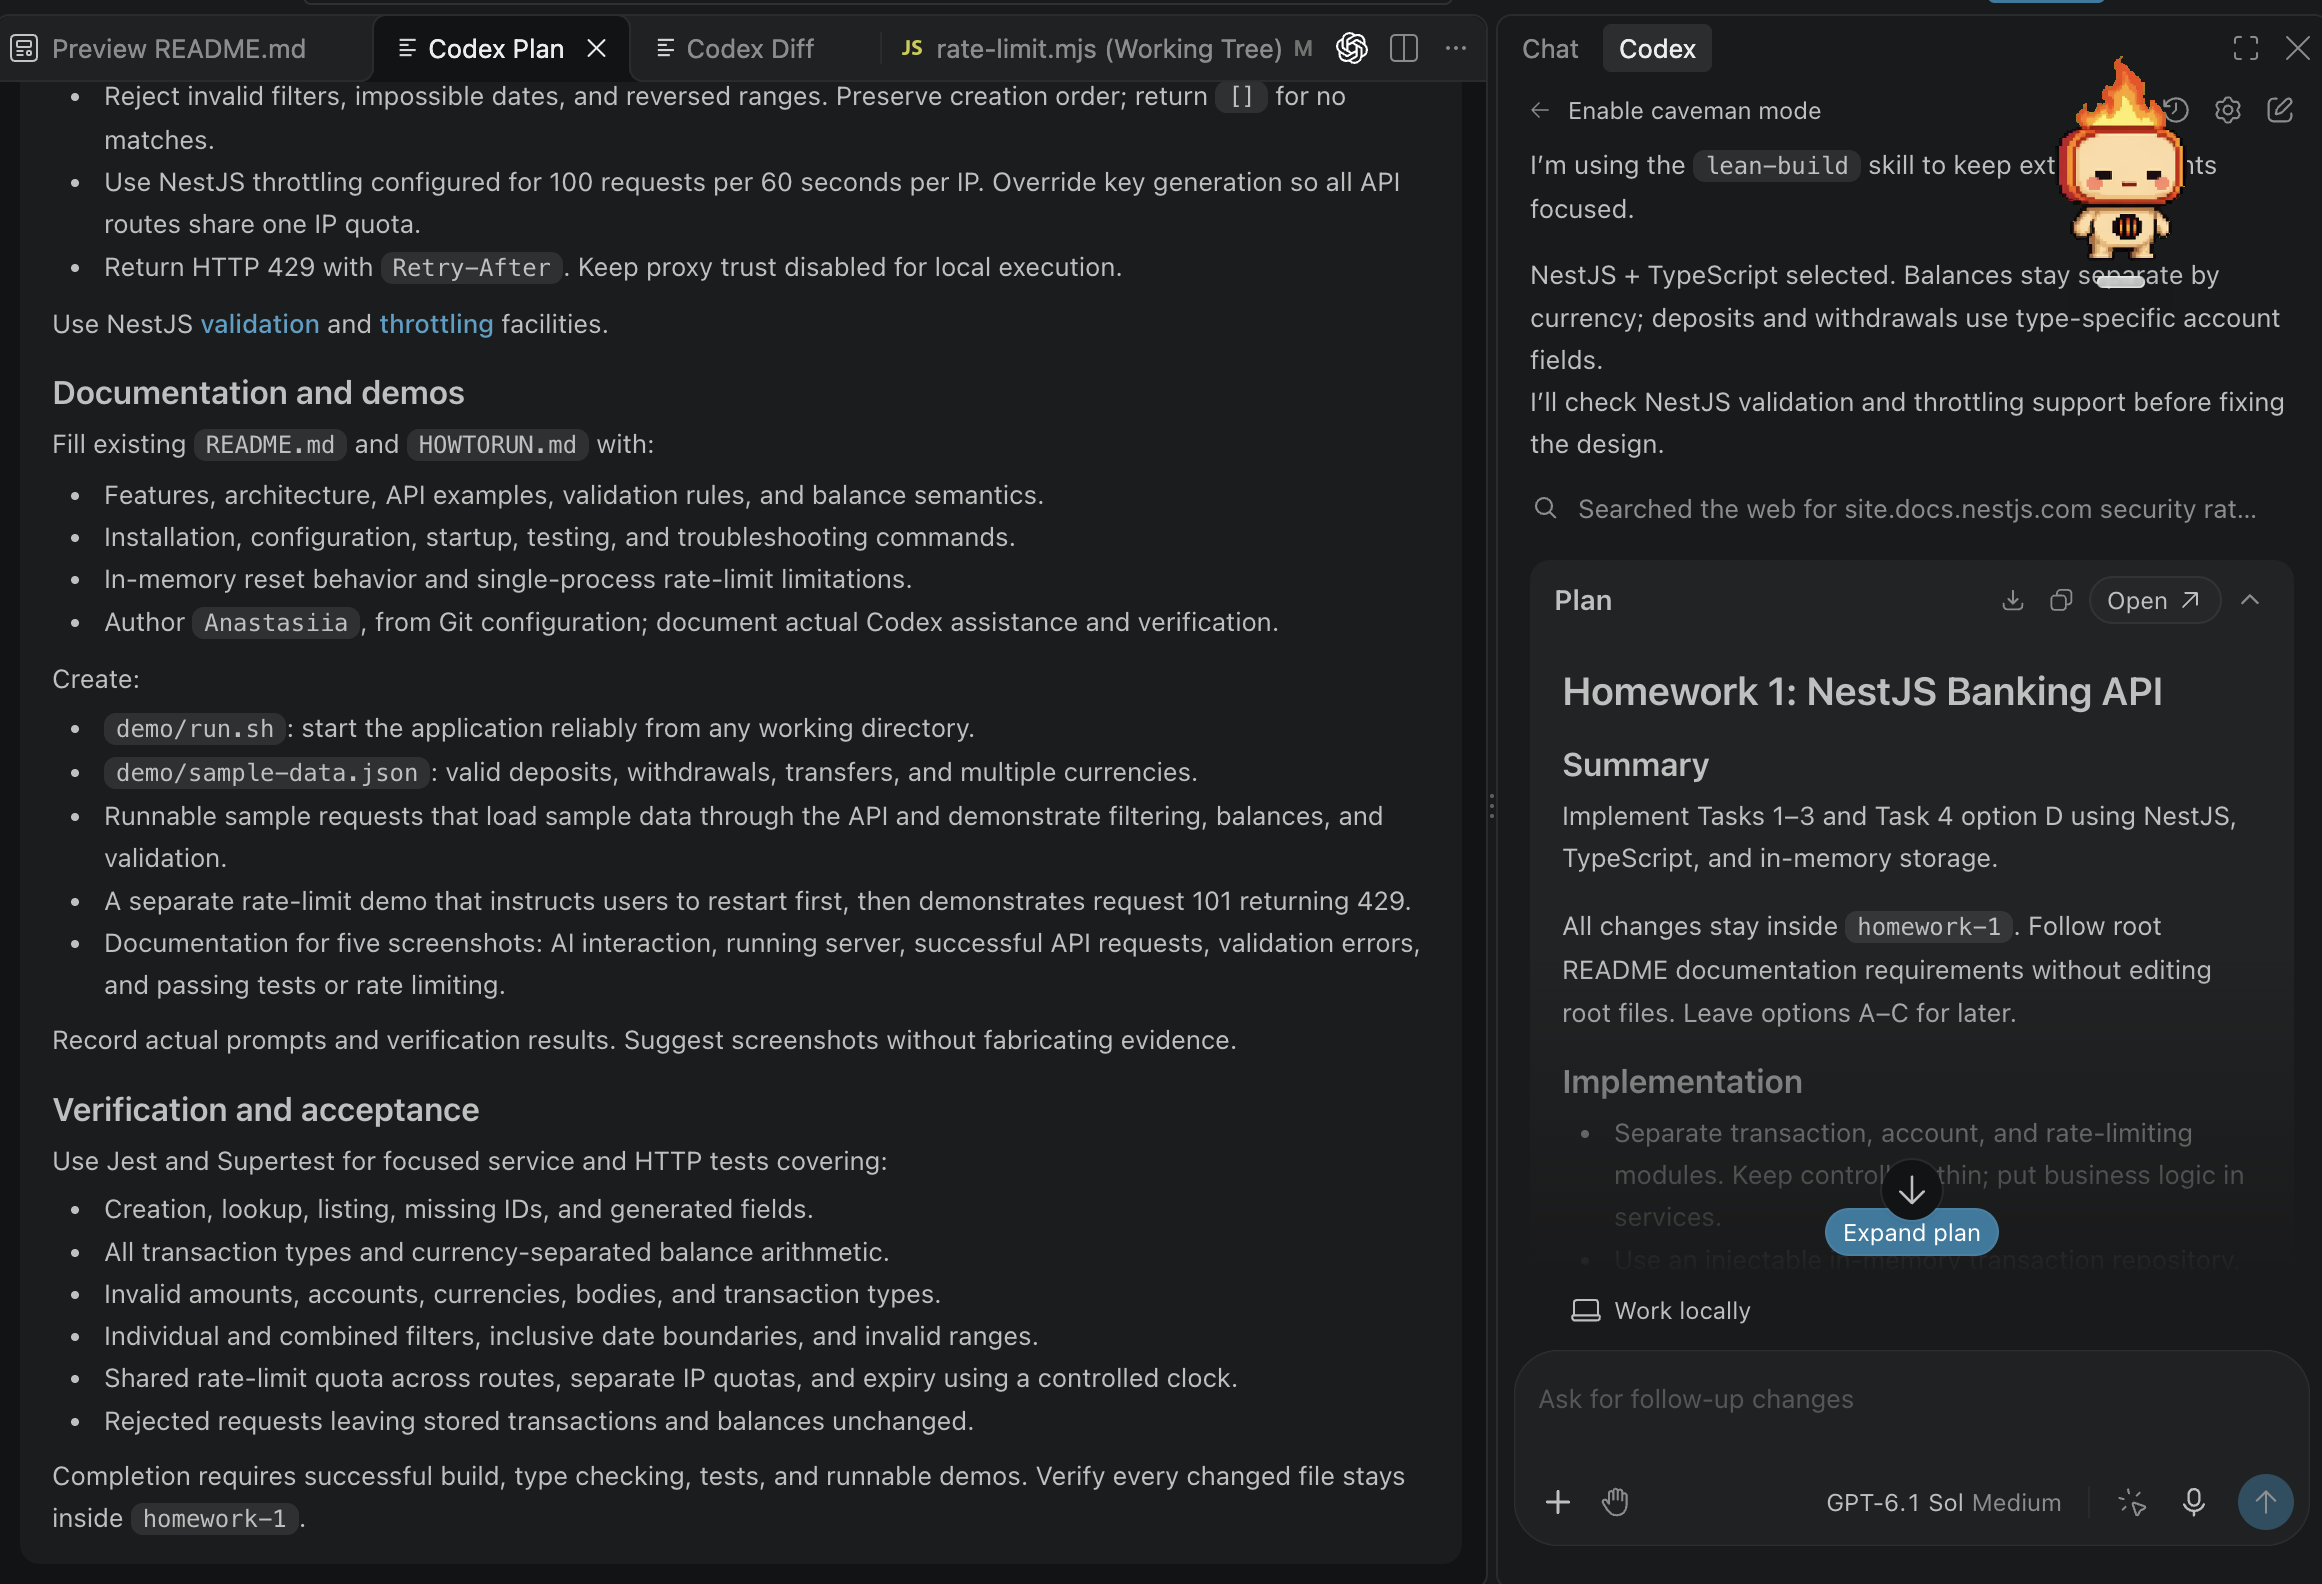 Preview README.md
Codex Plan
Codex Diff
JS rate-limit.mjs (Working Tree) M
• Reject invalid filters, impossible dates, and reversed ranges. Preserve creation order; return [] for no
matches.
• Use NestJS throttling configured for 100 requests per 60 seconds per IP. Override key generation so all API
routes share one IP quota.
• Return HTTP 429 with Retry-After. Keep proxy trust disabled for local execution.
Use NestJS validation and throttling facilities.
Documentation and demos
Fill existing README.md and HOWTORUN.md with:
• Features, architecture, API examples, validation rules, and balance semantics.
• Installation, configuration, startup, testing, and troubleshooting commands.
• In-memory reset behavior and single-process rate-limit limitations.
• Author Anastasiia, from Git configuration; document actual Codex assistance and verification.
Create:
• demo/run.sh: start the application reliably from any working directory.
• demo/sample-data.json: valid deposits, withdrawals, transfers, and multiple currencies.
• Runnable sample requests that load sample data through the API and demonstrate filtering, balances, and
validation.
• A separate rate-limit demo that instructs users to restart first, then demonstrates request 101 returning 429.
• Documentation for five screenshots: AI interaction, running server, successful API requests, validation errors,
and passing tests or rate limiting.
Record actual prompts and verification results. Suggest screenshots without fabricating evidence.
Verification and acceptance
Use Jest and Supertest for focused service and HTTP tests covering:
• Creation, lookup, listing, missing IDs, and generated fields.
• All transaction types and currency-separated balance arithmetic.
• Invalid amounts, accounts, currencies, bodies, and transaction types.
• Individual and combined filters, inclusive date boundaries, and invalid ranges.
• Shared rate-limit quota across routes, separate IP quotas, and expiry using a controlled clock.
• Rejected requests leaving stored transactions and balances unchanged.
Completion requires successful build, type checking, tests, and runnable demos. Verify every changed file stays
inside homework-1.
Chat
Codex
Enable caveman mode
I'm using the lean-build skill to keep ext nts
focused.
NestJS + TypeScript selected. Balances stay separate by
currency; deposits and withdrawals use type-specific account
fields.
I'll check NestJS validation and throttling support before fixing
the design.
Searched the web for site.docs.nestjs.com security rat...
Plan
Open
Homework 1: NestJS Banking API
Summary
Implement Tasks 1–3 and Task 4 option D using NestJS,
TypeScript, and in-memory storage.
All changes stay inside homework-1. Follow root
README documentation requirements without editing
root files. Leave options A–C for later.
Implementation
• Separate transaction, account, and rate-limiting
modules. Keep controll thin; put business logic in
services.
Expand plan
• Use an injectable in-memory transaction repository.
Work locally
Ask for follow-up changes
GPT-6.1 Sol Medium